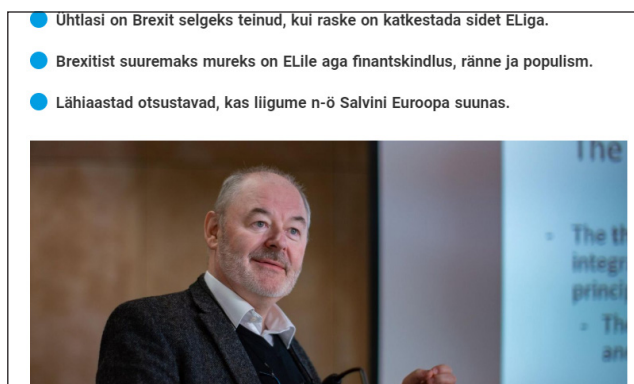 Ühtlasi on Brexit selgeks teinud, kui raske on katkestada sidet ELiga.
Brexitist suuremaks mureks on ELile aga finantskindlus, ränne ja populism.
Lähiaastad otsustavad, kas liigume n-ö Salvini Euroopa suunas.
The
- The th
integr
princi
- The
an